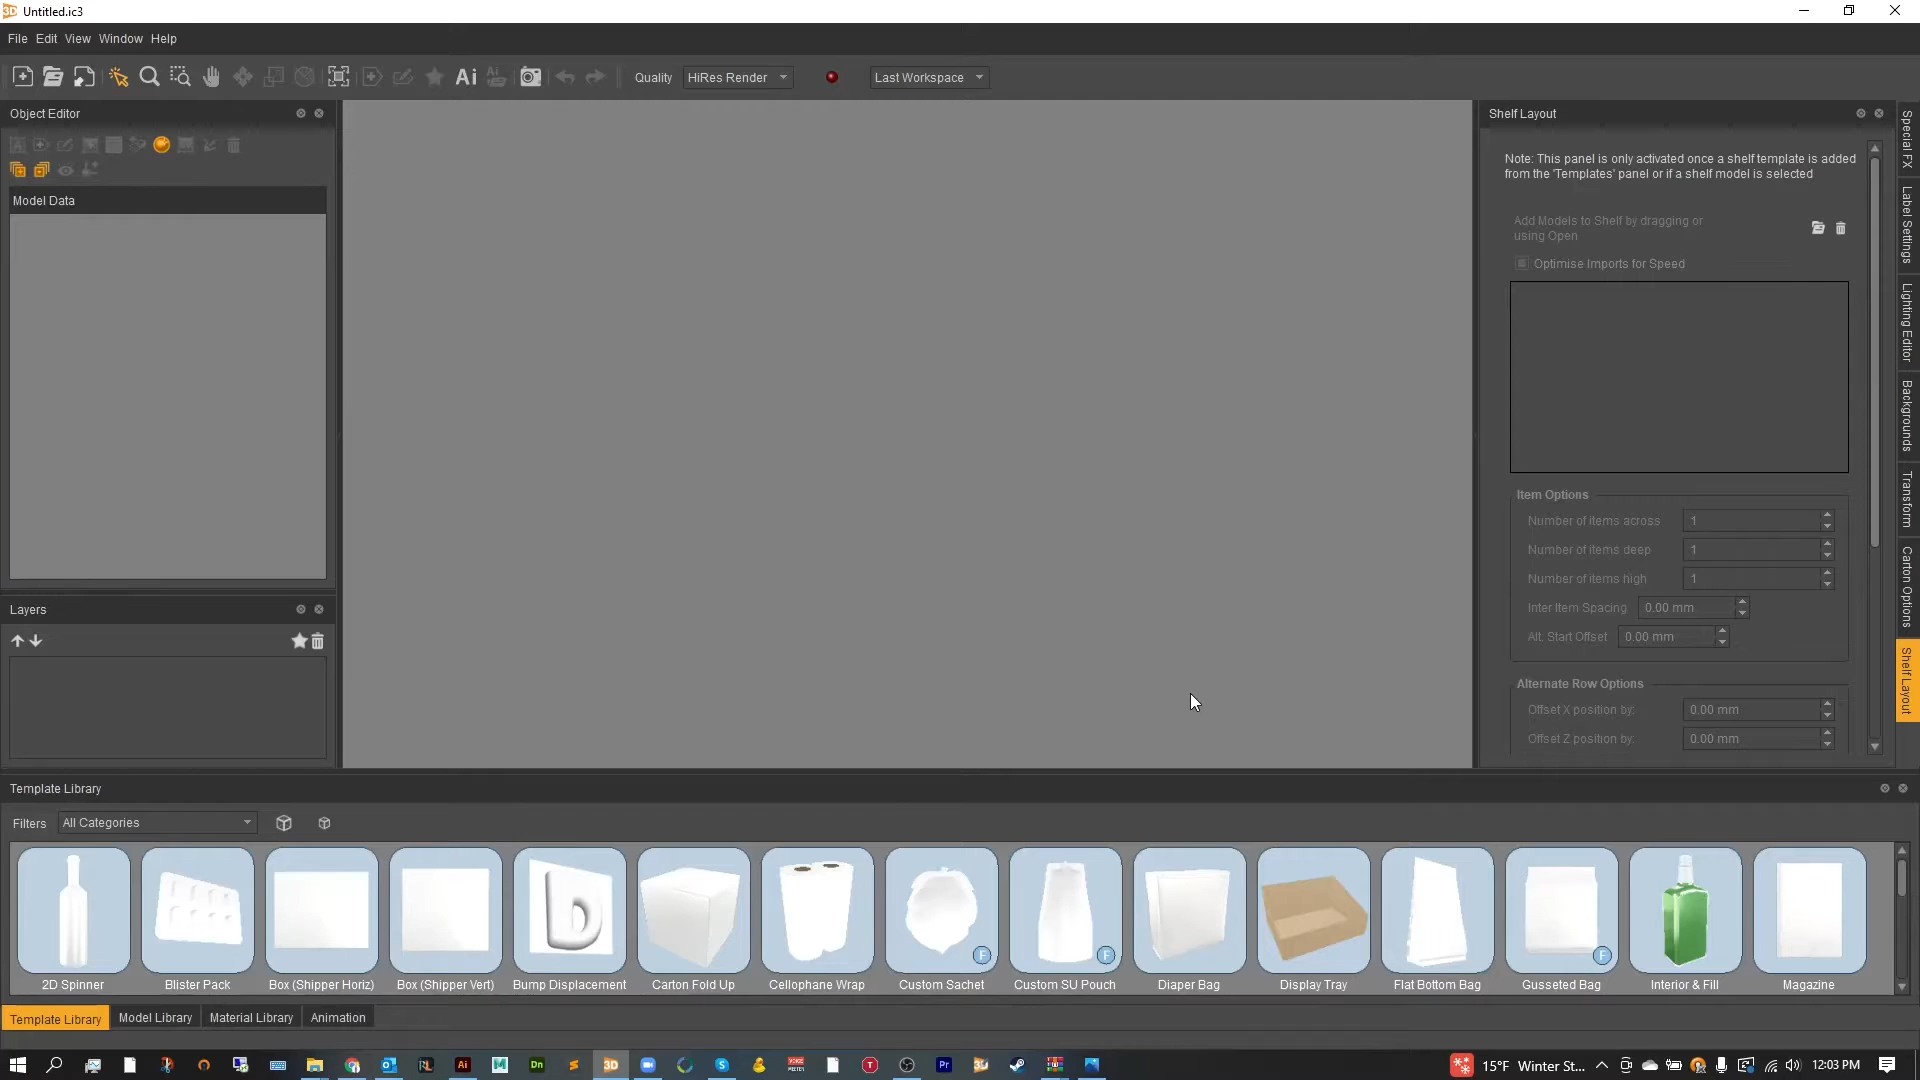 Untitled.ic3
File Edit View Window Help
Ai Quality HiRes Render Last Workspace
Object Editor
Model Data
Layers
Shelf Layout
Note: This panel is only activated once a shelf template is added
from the 'Templates' panel or if a shelf model is selected
Add Models to Shelf by dragging or
using Open
Optimise Imports for Speed
Item Options
Number of items across 1
Number of items deep 1
Number of items high 1
Inter Item Spacing 0.00 mm
Alt. Start Offset 0.00 mm
Alternate Row Options
Offset X position by: 0.00 mm
Offset Z position by: 0.00 mm
Special FX
Label Settings
Lighting Editor
Backgrounds
Transform
Carton Options
Shelf Layout
Template Library
Filters All Categories
2D Spinner Blister Pack Box (Shipper Horiz) Box (Shipper Vert) Bump Displacement Carton Fold Up Cellophane Wrap Custom Sachet Custom SU Pouch Diaper Bag Display Tray Flat Bottom Bag Gusseted Bag Interior & Fill Magazine
Template Library Model Library Material Library Animation
15°F Winter St... 12:03 PM